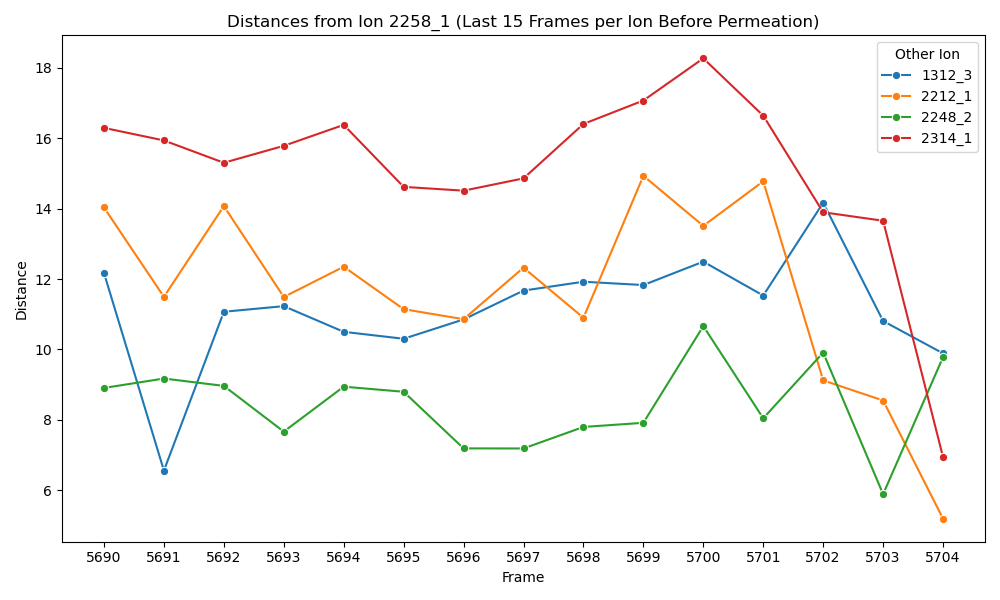 Distances from Ion 2258_1 (Last 15 Frames per Ion Before Permeation)
Other Ion
1312_3
2212_1
2248_2
2314_1
Distance
18
16
14
12
10
8
6
5690 5691 5692 5693 5694 5695 5696 5697 5698 5699 5700 5701 5702 5703 5704
Frame